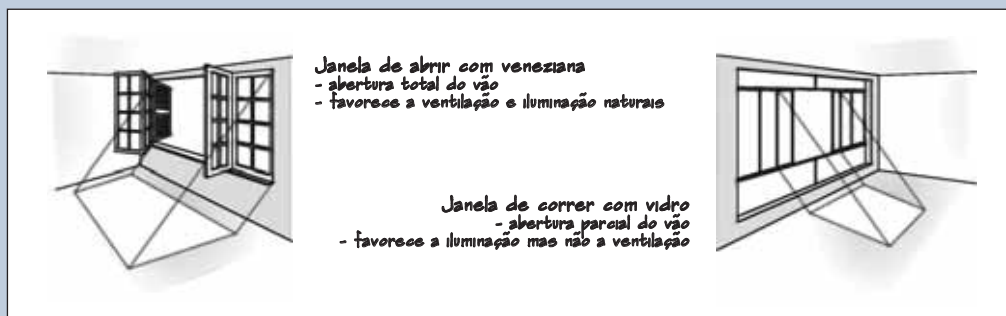 Janela de abrir com veneziana
- abertura total do vão
- favorece a ventilação e iluminação naturais
Janela de correr com vidro
- abertura parcial do vão
- favorece a iluminação mas não a ventilação